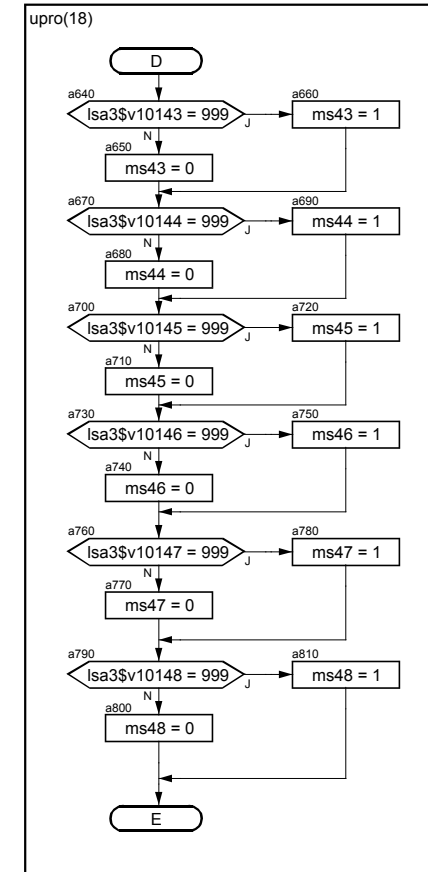 upro(18)
D
a640
lsa3$v10143 = 999
J
a660
ms43 = 1
N
a650
ms43 = 0
a670
lsa3$v10144 = 999
J
a690
ms44 = 1
N
a680
ms44 = 0
a700
lsa3$v10145 = 999
J
a720
ms45 = 1
N
a710
ms45 = 0
a730
lsa3$v10146 = 999
J
a750
ms46 = 1
N
a740
ms46 = 0
a760
lsa3$v10147 = 999
J
a780
ms47 = 1
N
a770
ms47 = 0
a790
lsa3$v10148 = 999
J
a810
ms48 = 1
N
a800
ms48 = 0
E